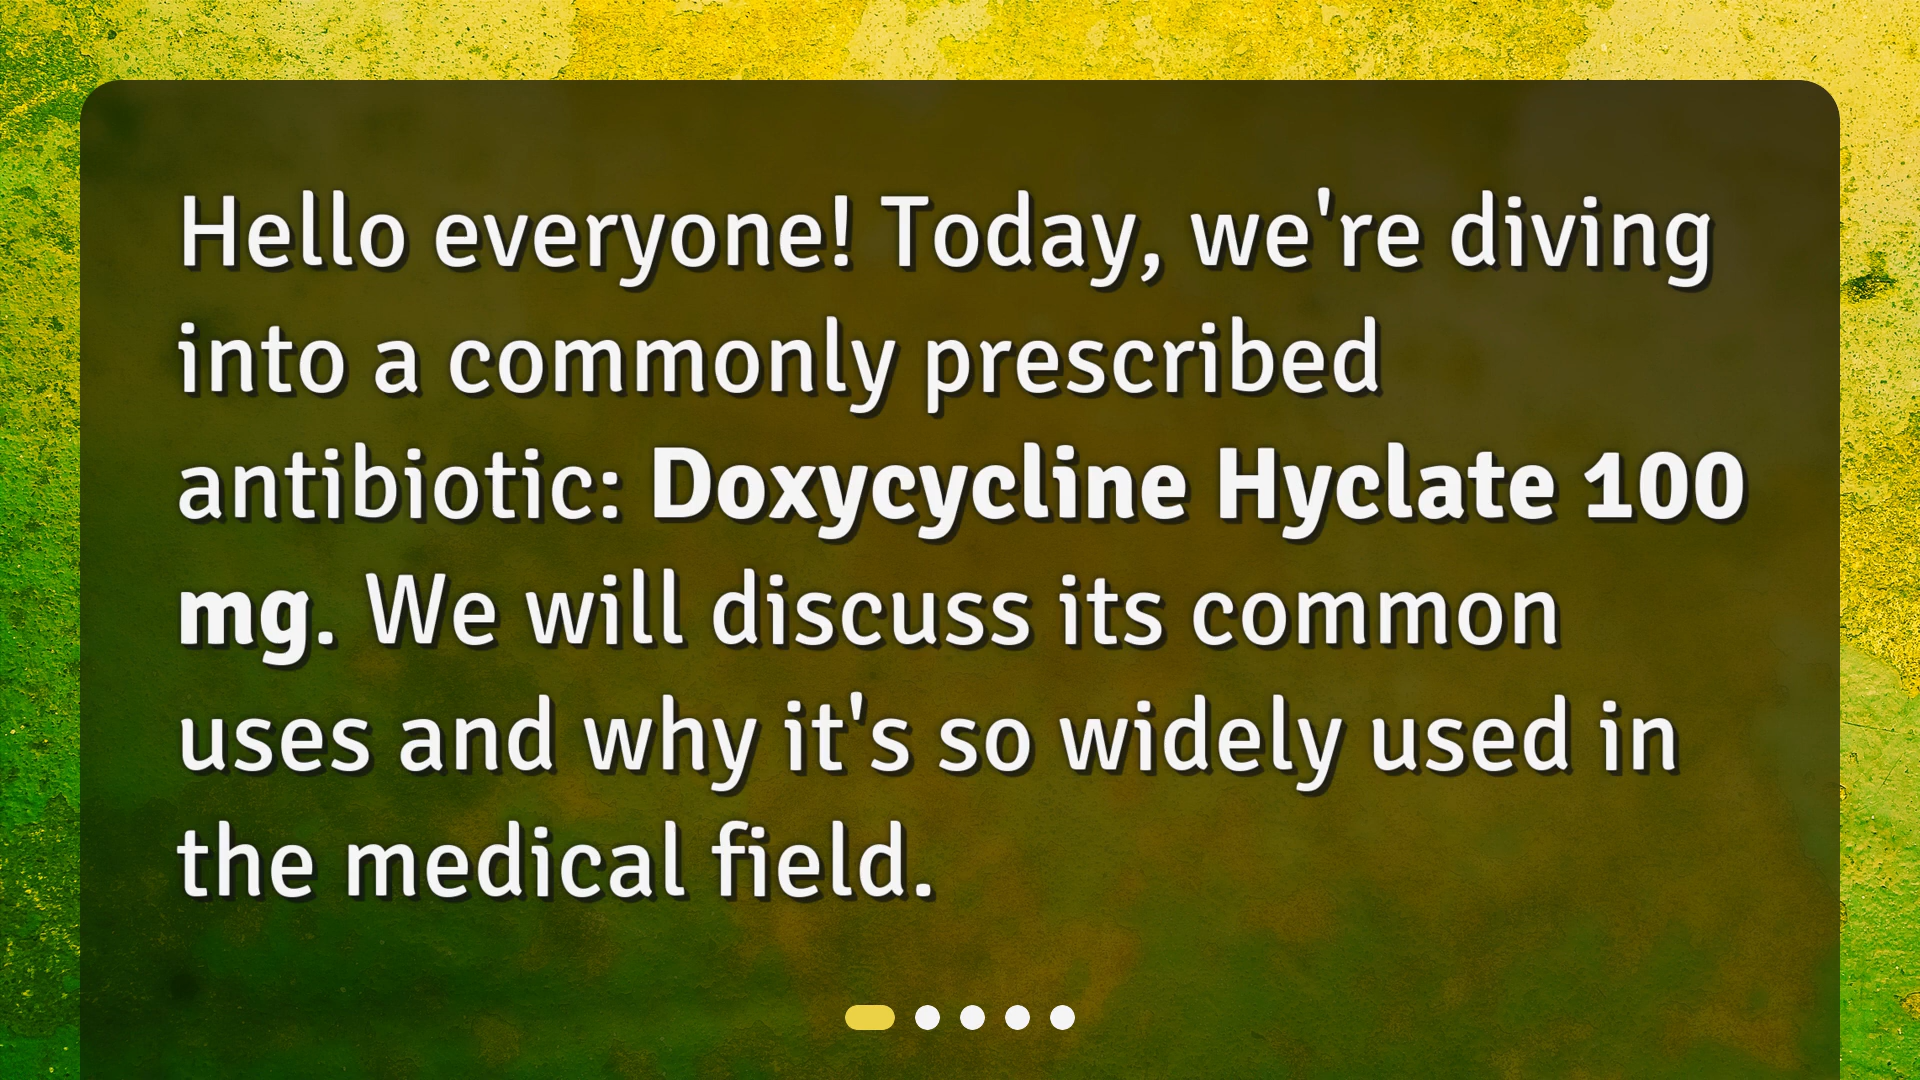 Hello everyone! Today, we're diving
into a commonly prescribed
antibiotic: Doxycycline Hyclate 100
mg. We will discuss its common
uses and why it's so widely used in
the medical field.